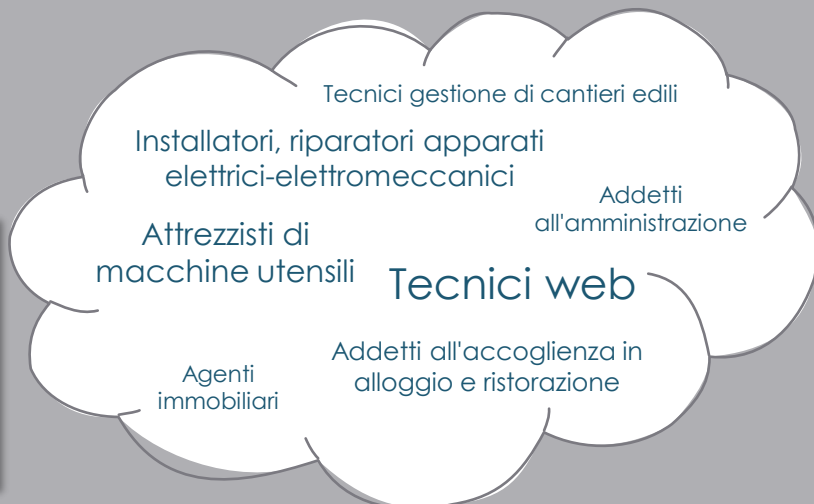 Tecnici gestione di cantieri edili
Installatori, riparatori apparati
elettrici-elettromeccanici
Addetti
all'amministrazione
Attrezzisti di
macchine utensili
Tecnici web
Addetti all'accoglienza in
alloggio e ristorazione
Agenti
immobiliari